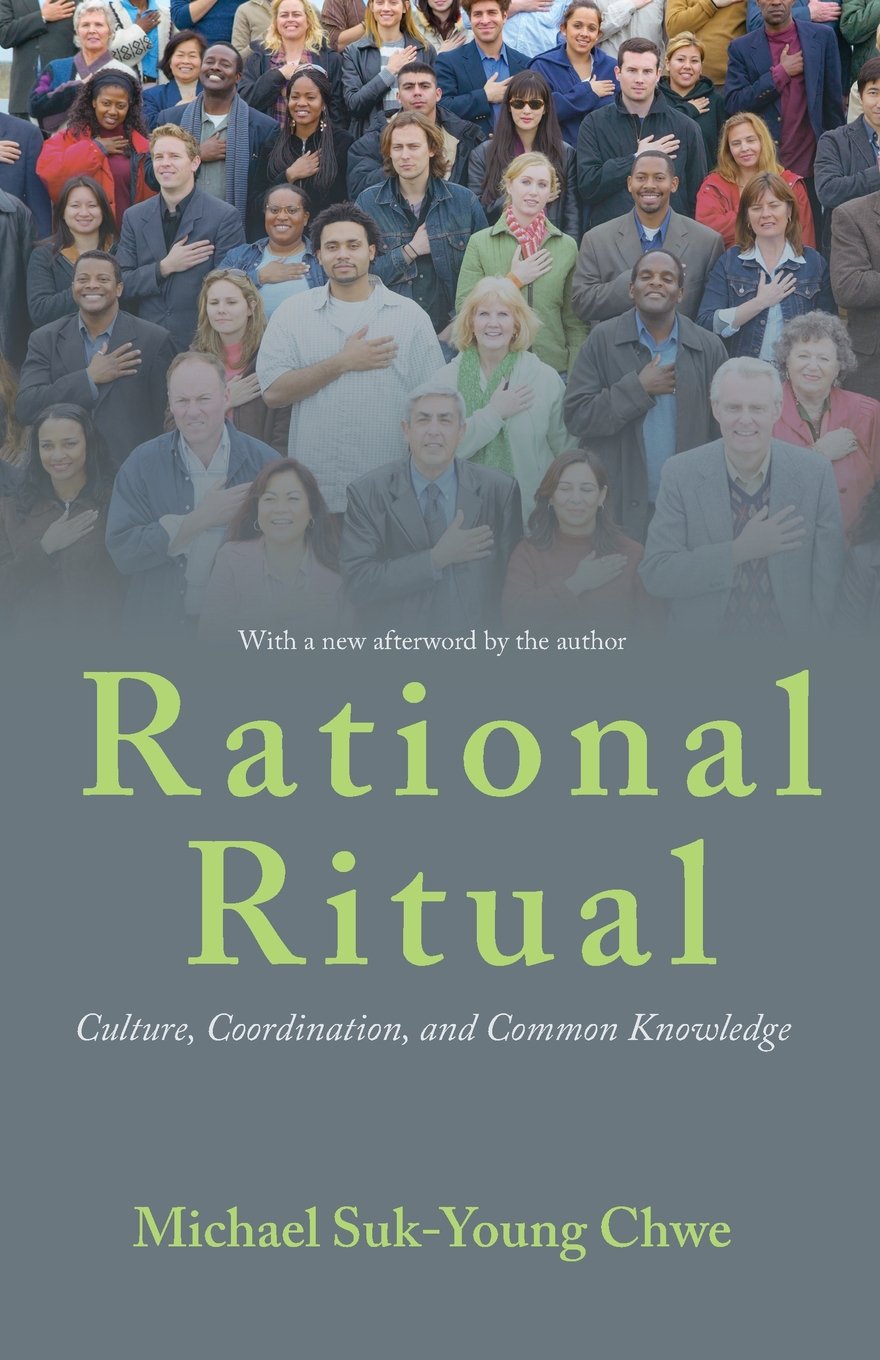 With a new afterword by the author
Rational
Ritual
Culture, Coordination, and Common Knowledge
Michael Suk-Young Chwe